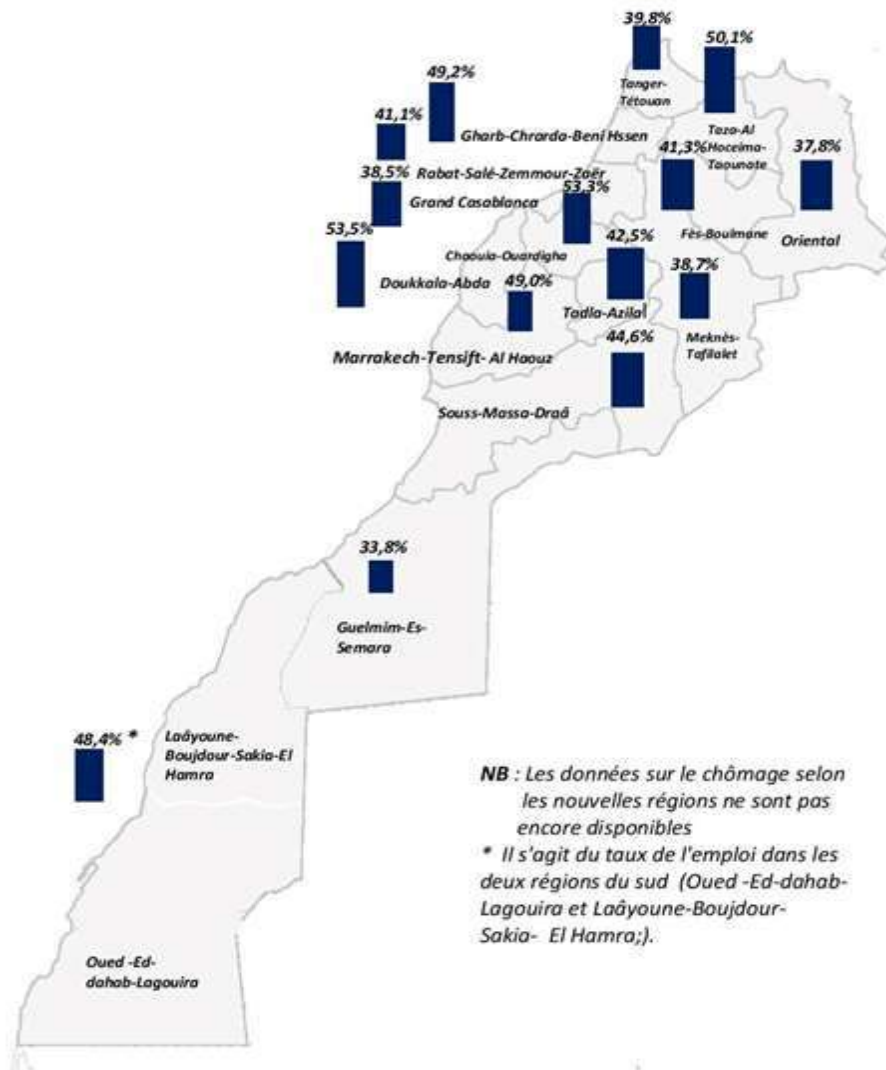 39,8%
50,1%
Tanger-
Tétouan
49,2%
Gharb-Chrarda-Beni Hssen
Taza-Al
Hoceima-
Taounate
41,1%
Rabat-Salé-Zemmour-Zaër
41,3%
37,8%
38,5%
Grand Casablanca
53,3%
Fès-Boulmane
Oriental
53,5%
Doukkala-Abda
Chaouia-Ouardigha
42,5%
38,7%
49,0%
Tadla-Azilal
Meknès-
Tafilalet
Marrakech-Tensift- Al Haouz
44,6%
Souss-Massa-Draâ
33,8%
Guelmim-Es-
Semara
48,4% *
Laâyoune-
Boujdour-Sakia-El
Hamra
NB : Les données sur le chômage selon
les nouvelles régions ne sont pas
encore disponibles
* Il s'agit du taux de l'emploi dans les
deux régions du sud (Oued -Ed-dahab-
Lagouira et Laâyoune-Boujdour-
Sakia- El Hamra;).
Oued -Ed-
dahab-Lagouira